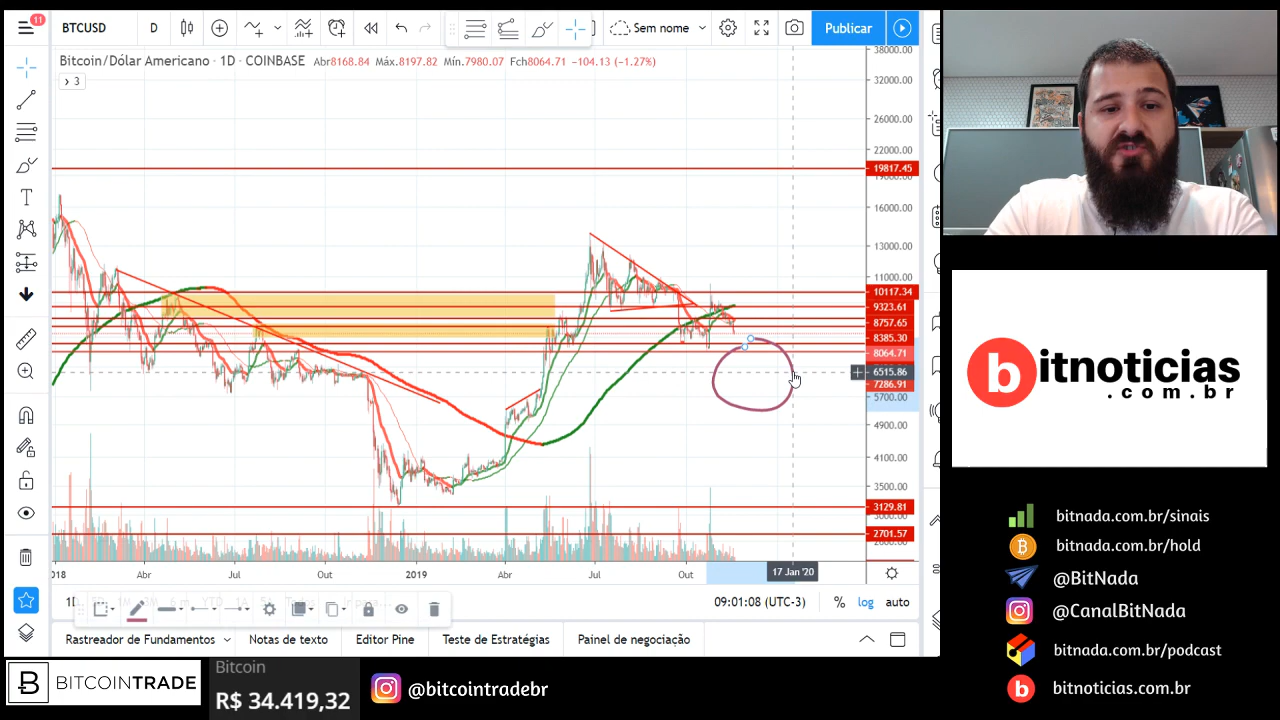 11
BTCUSD
D
Sem nome
Publicar
Bitcoin/Dólar Americano · 1D · COINBASE Abr8168.84 Máx.8197.82 Mín.7980.07 Fch8064.71 −104.13 (−1.27%)
3
38000.00
32000.00
26000.00
22000.00
19817.45
16000.00
13000.00
11000.00
10117.34
9323.61
8757.65
8385.30
8064.71
6515.86
7286.91
5700.00
4900.00
4100.00
3500.00
3129.81
2701.57
Abr
Jul
Out
2019
Abr
Jul
Out
17 Jan '20
09:01:08 (UTC-3)
%
log
auto
Rastreador de Fundamentos
Notas de texto
Editor Pine
Teste de Estratégias
Painel de negociação
bitnoticias
.com.br
bitnada.com.br/sinais
bitnada.com.br/hold
@BitNada
@CanalBitNada
bitnada.com.br/podcast
bitnoticias.com.br
BITCOINTRADE
Bitcoin
R$ 34.419,32
@bitcointradebr